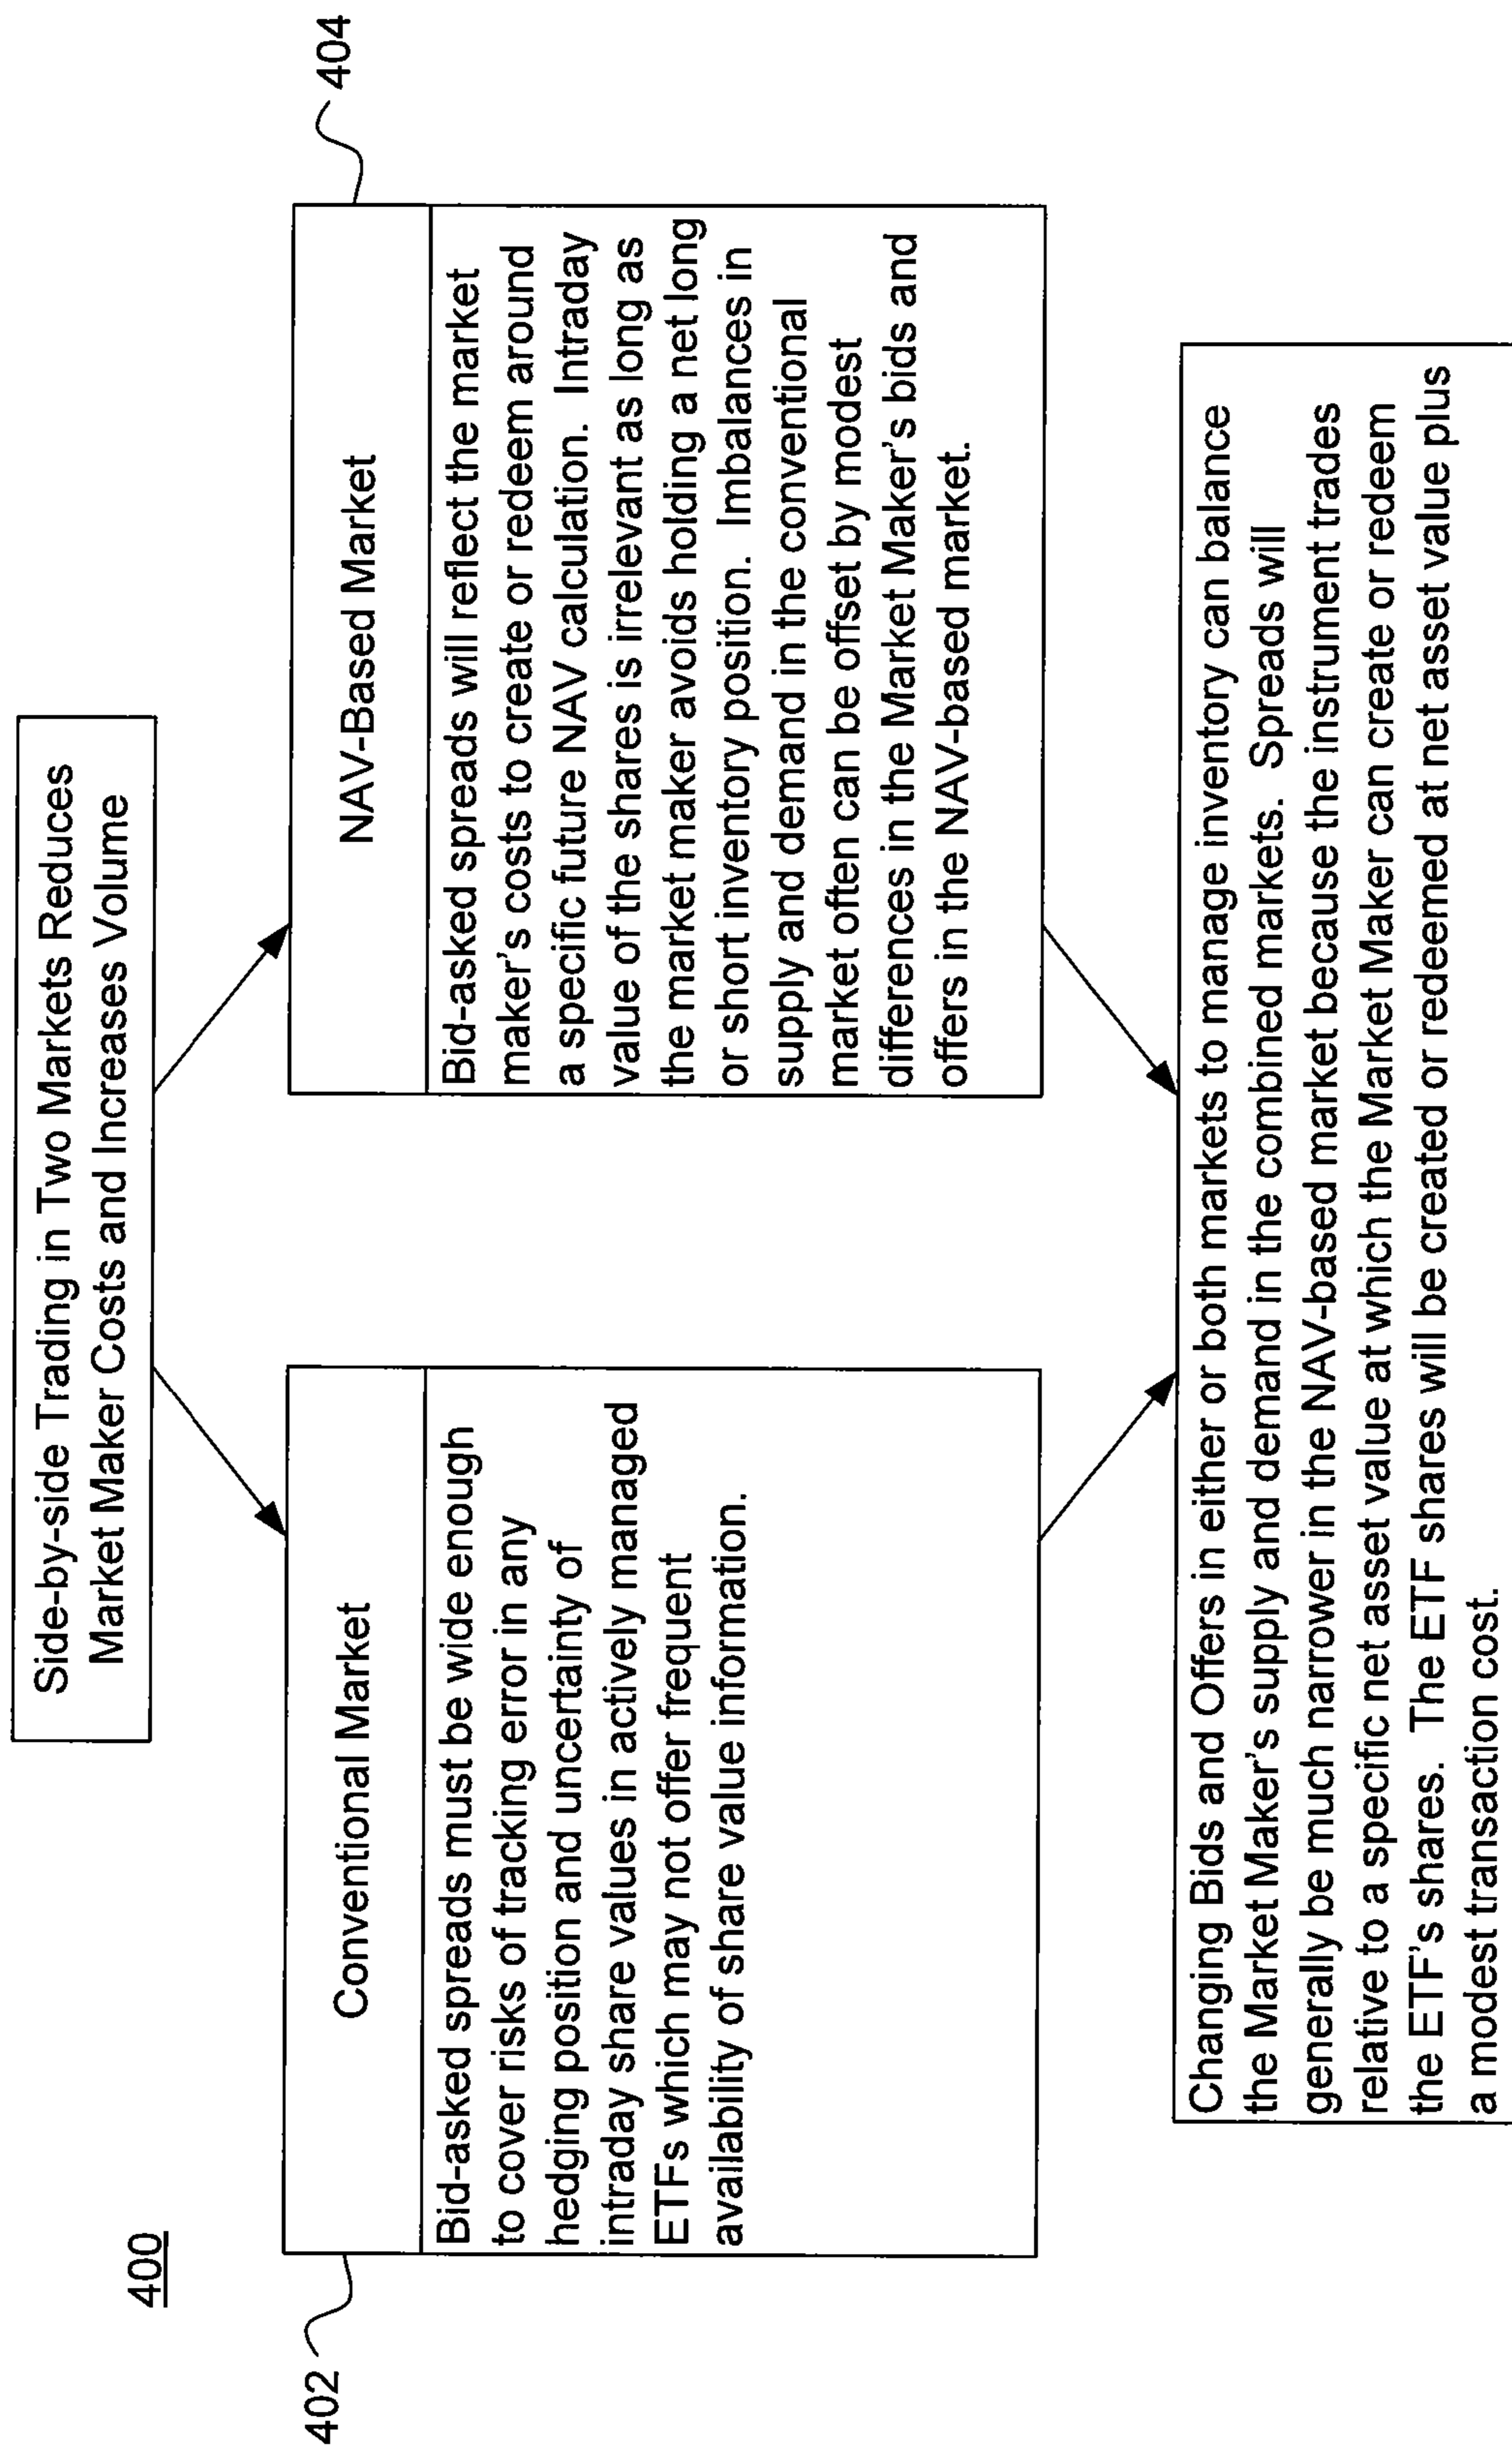 400
Side-by-side Trading in Two Markets Reduces
Market Maker Costs and Increases Volume
402
Conventional Market
Bid-asked spreads must be wide enough
to cover risks of tracking error in any
hedging position and uncertainty of
intraday share values in actively managed
ETFs which may not offer frequent
availability of share value information.
404
NAV-Based Market
Bid-asked spreads will reflect the market
maker's costs to create or redeem around
a specific future NAV calculation. Intraday
value of the shares is irrelevant as long as
the market maker avoids holding a net long
or short inventory position. Imbalances in
supply and demand in the conventional
market often can be offset by modest
differences in the Market Maker's bids and
offers in the NAV-based market.
Changing Bids and Offers in either or both markets to manage inventory can balance
the Market Maker's supply and demand in the combined markets. Spreads will
generally be much narrower in the NAV-based market because the instrument trades
relative to a specific net asset value at which the Market Maker can create or redeem
the ETF's shares. The ETF shares will be created or redeemed at net asset value plus
a modest transaction cost.